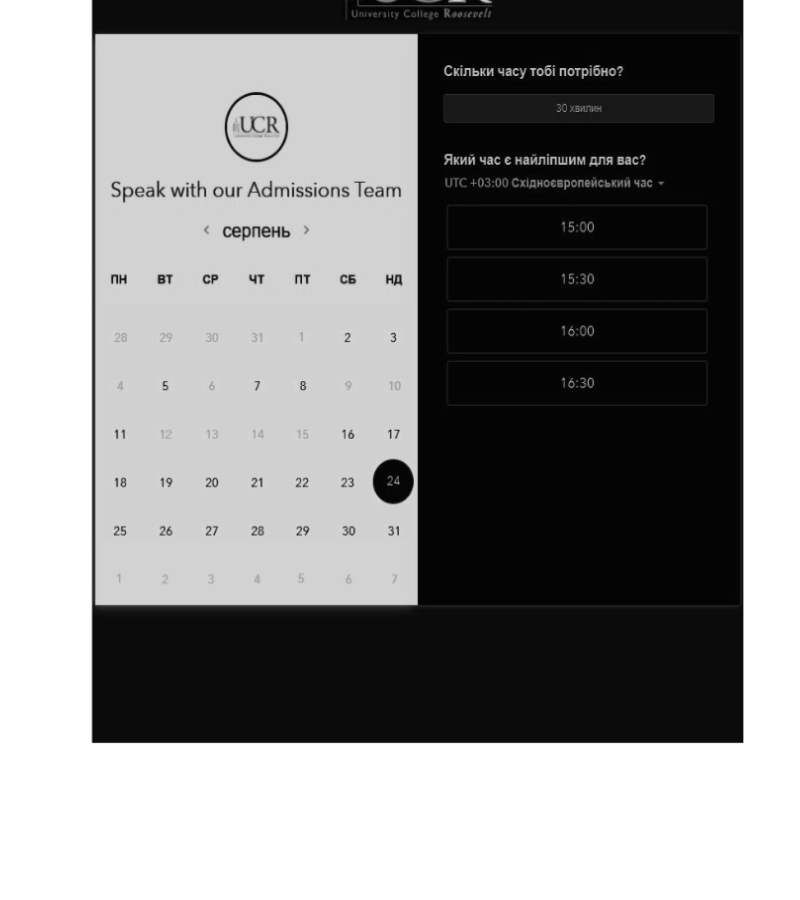 University College Roosevelt
UCR
Speak with our Admissions Team
‹ серпень ›
ПН ВТ СР ЧТ ПТ СБ НД
28 29 30 31 1 2 3
4 5 6 7 8 9 10
11 12 13 14 15 16 17
18 19 20 21 22 23 24
25 26 27 28 29 30 31
1 2 3 4 5 6 7
Скільки часу тобі потрібно?
30 хвилин
Який час є найліпшим для вас?
UTC +03:00 Східноєвропейський час
15:00
15:30
16:00
16:30